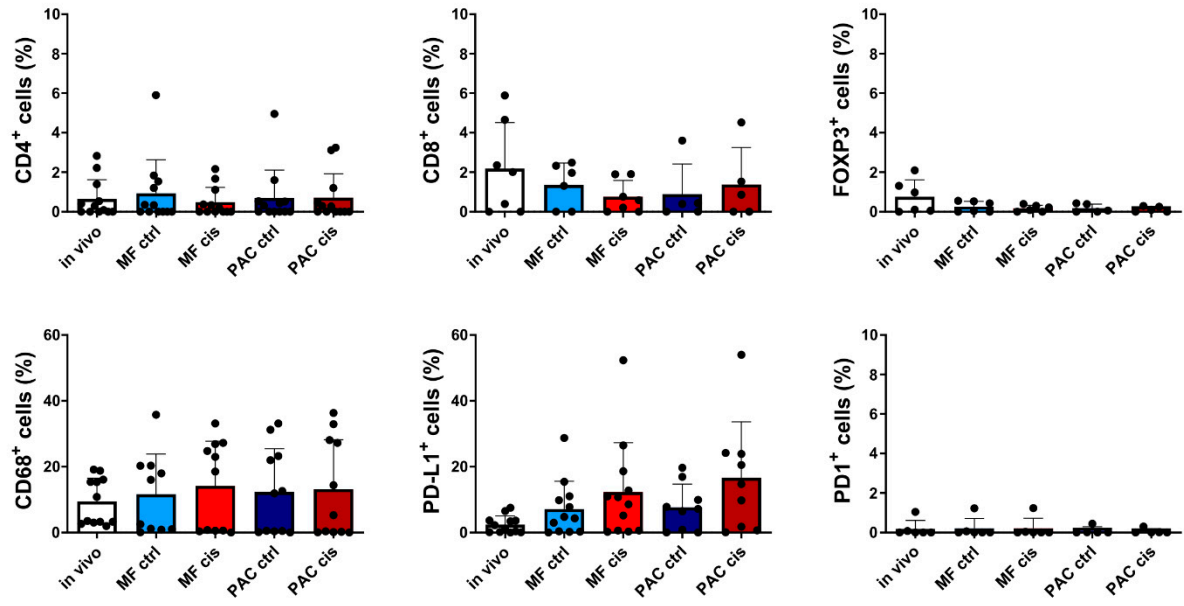 CD4+ cells (%)
10
8
6
4
2
0
in vivo
MF ctrl
MF cis
PAC ctrl
PAC cis
CD8+ cells (%)
10
8
6
4
2
0
in vivo
MF ctrl
MF cis
PAC ctrl
PAC cis
FOXP3+ cells (%)
10
8
6
4
2
0
in vivo
MF ctrl
MF cis
PAC ctrl
PAC cis
CD68+ cells (%)
60
40
20
0
in vivo
MF ctrl
MF cis
PAC ctrl
PAC cis
PD-L1+ cells (%)
60
40
20
0
in vivo
MF ctrl
MF cis
PAC ctrl
PAC cis
PD1+ cells (%)
10
8
6
4
2
0
in vivo
MF ctrl
MF cis
PAC ctrl
PAC cis